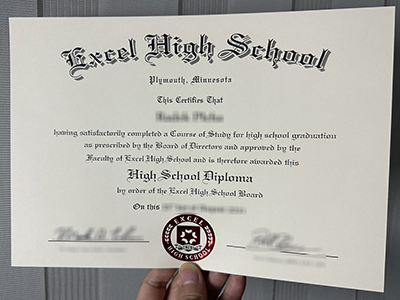 Excel High School
Plymouth, Minnesota
This Certifies That
having satisfactorily completed a Course of Study for high school graduation
as prescribed by the Board of Directors and approved by the
Faculty of Excel High School and is therefore awarded this
High School Diploma
by order of the Excel High School Board
On this
EXCEL
HIGH SCHOOL